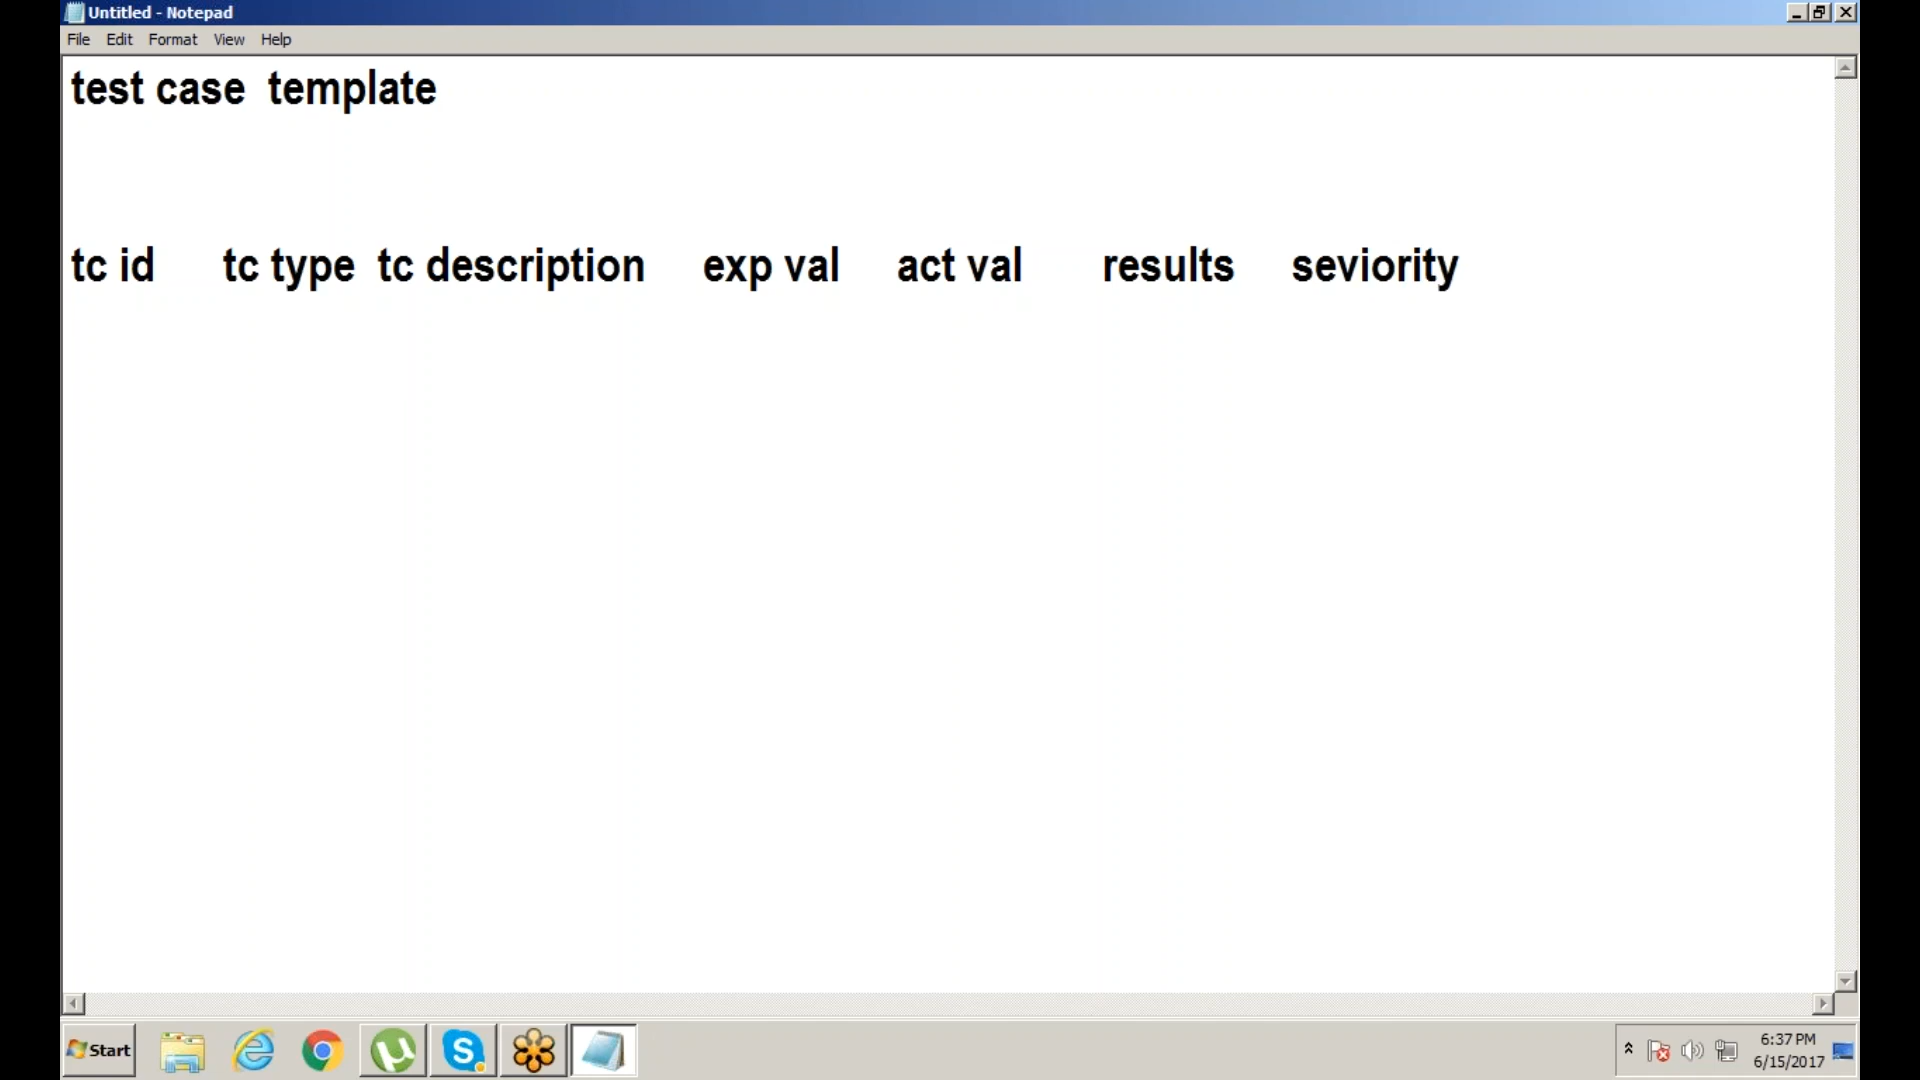 Untitled - Notepad
File Edit Format View Help
test case template
tc id tc type tc description exp val act val results seviority
Start
6:37 PM
6/15/2017